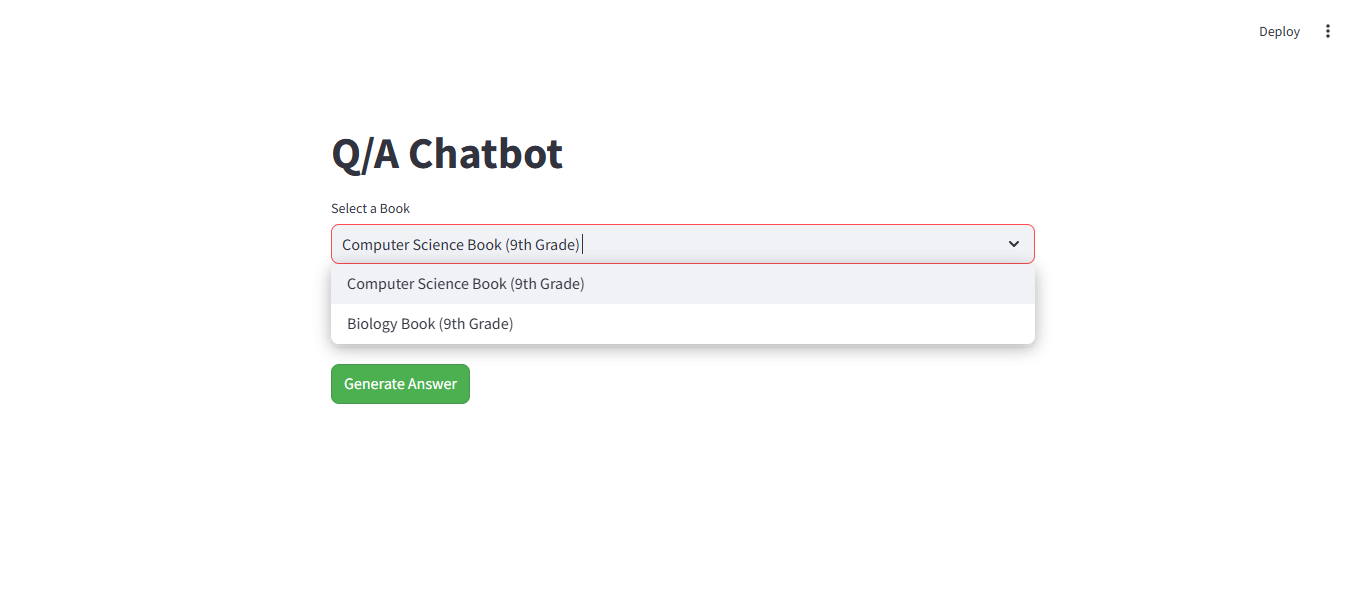 Deploy
Q/A Chatbot
Select a Book
Computer Science Book (9th Grade)
Computer Science Book (9th Grade)
Biology Book (9th Grade)
Generate Answer